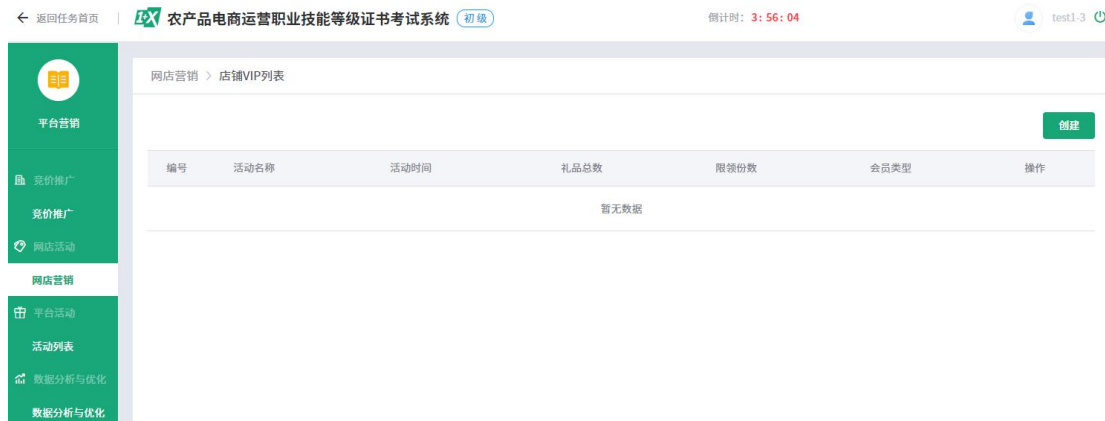 ← 返回任务首页 | 1+X 农产品电商运营职业技能等级证书考试系统 初级 倒计时: 3: 56: 04 test1-3
平台营销
竞价推广
竞价推广
网店活动
网店营销
平台活动
活动列表
数据分析与优化
数据分析与优化
网店营销 > 店铺VIP列表
创建
编号 活动名称 活动时间 礼品总数 限领份数 会员类型 操作
暂无数据